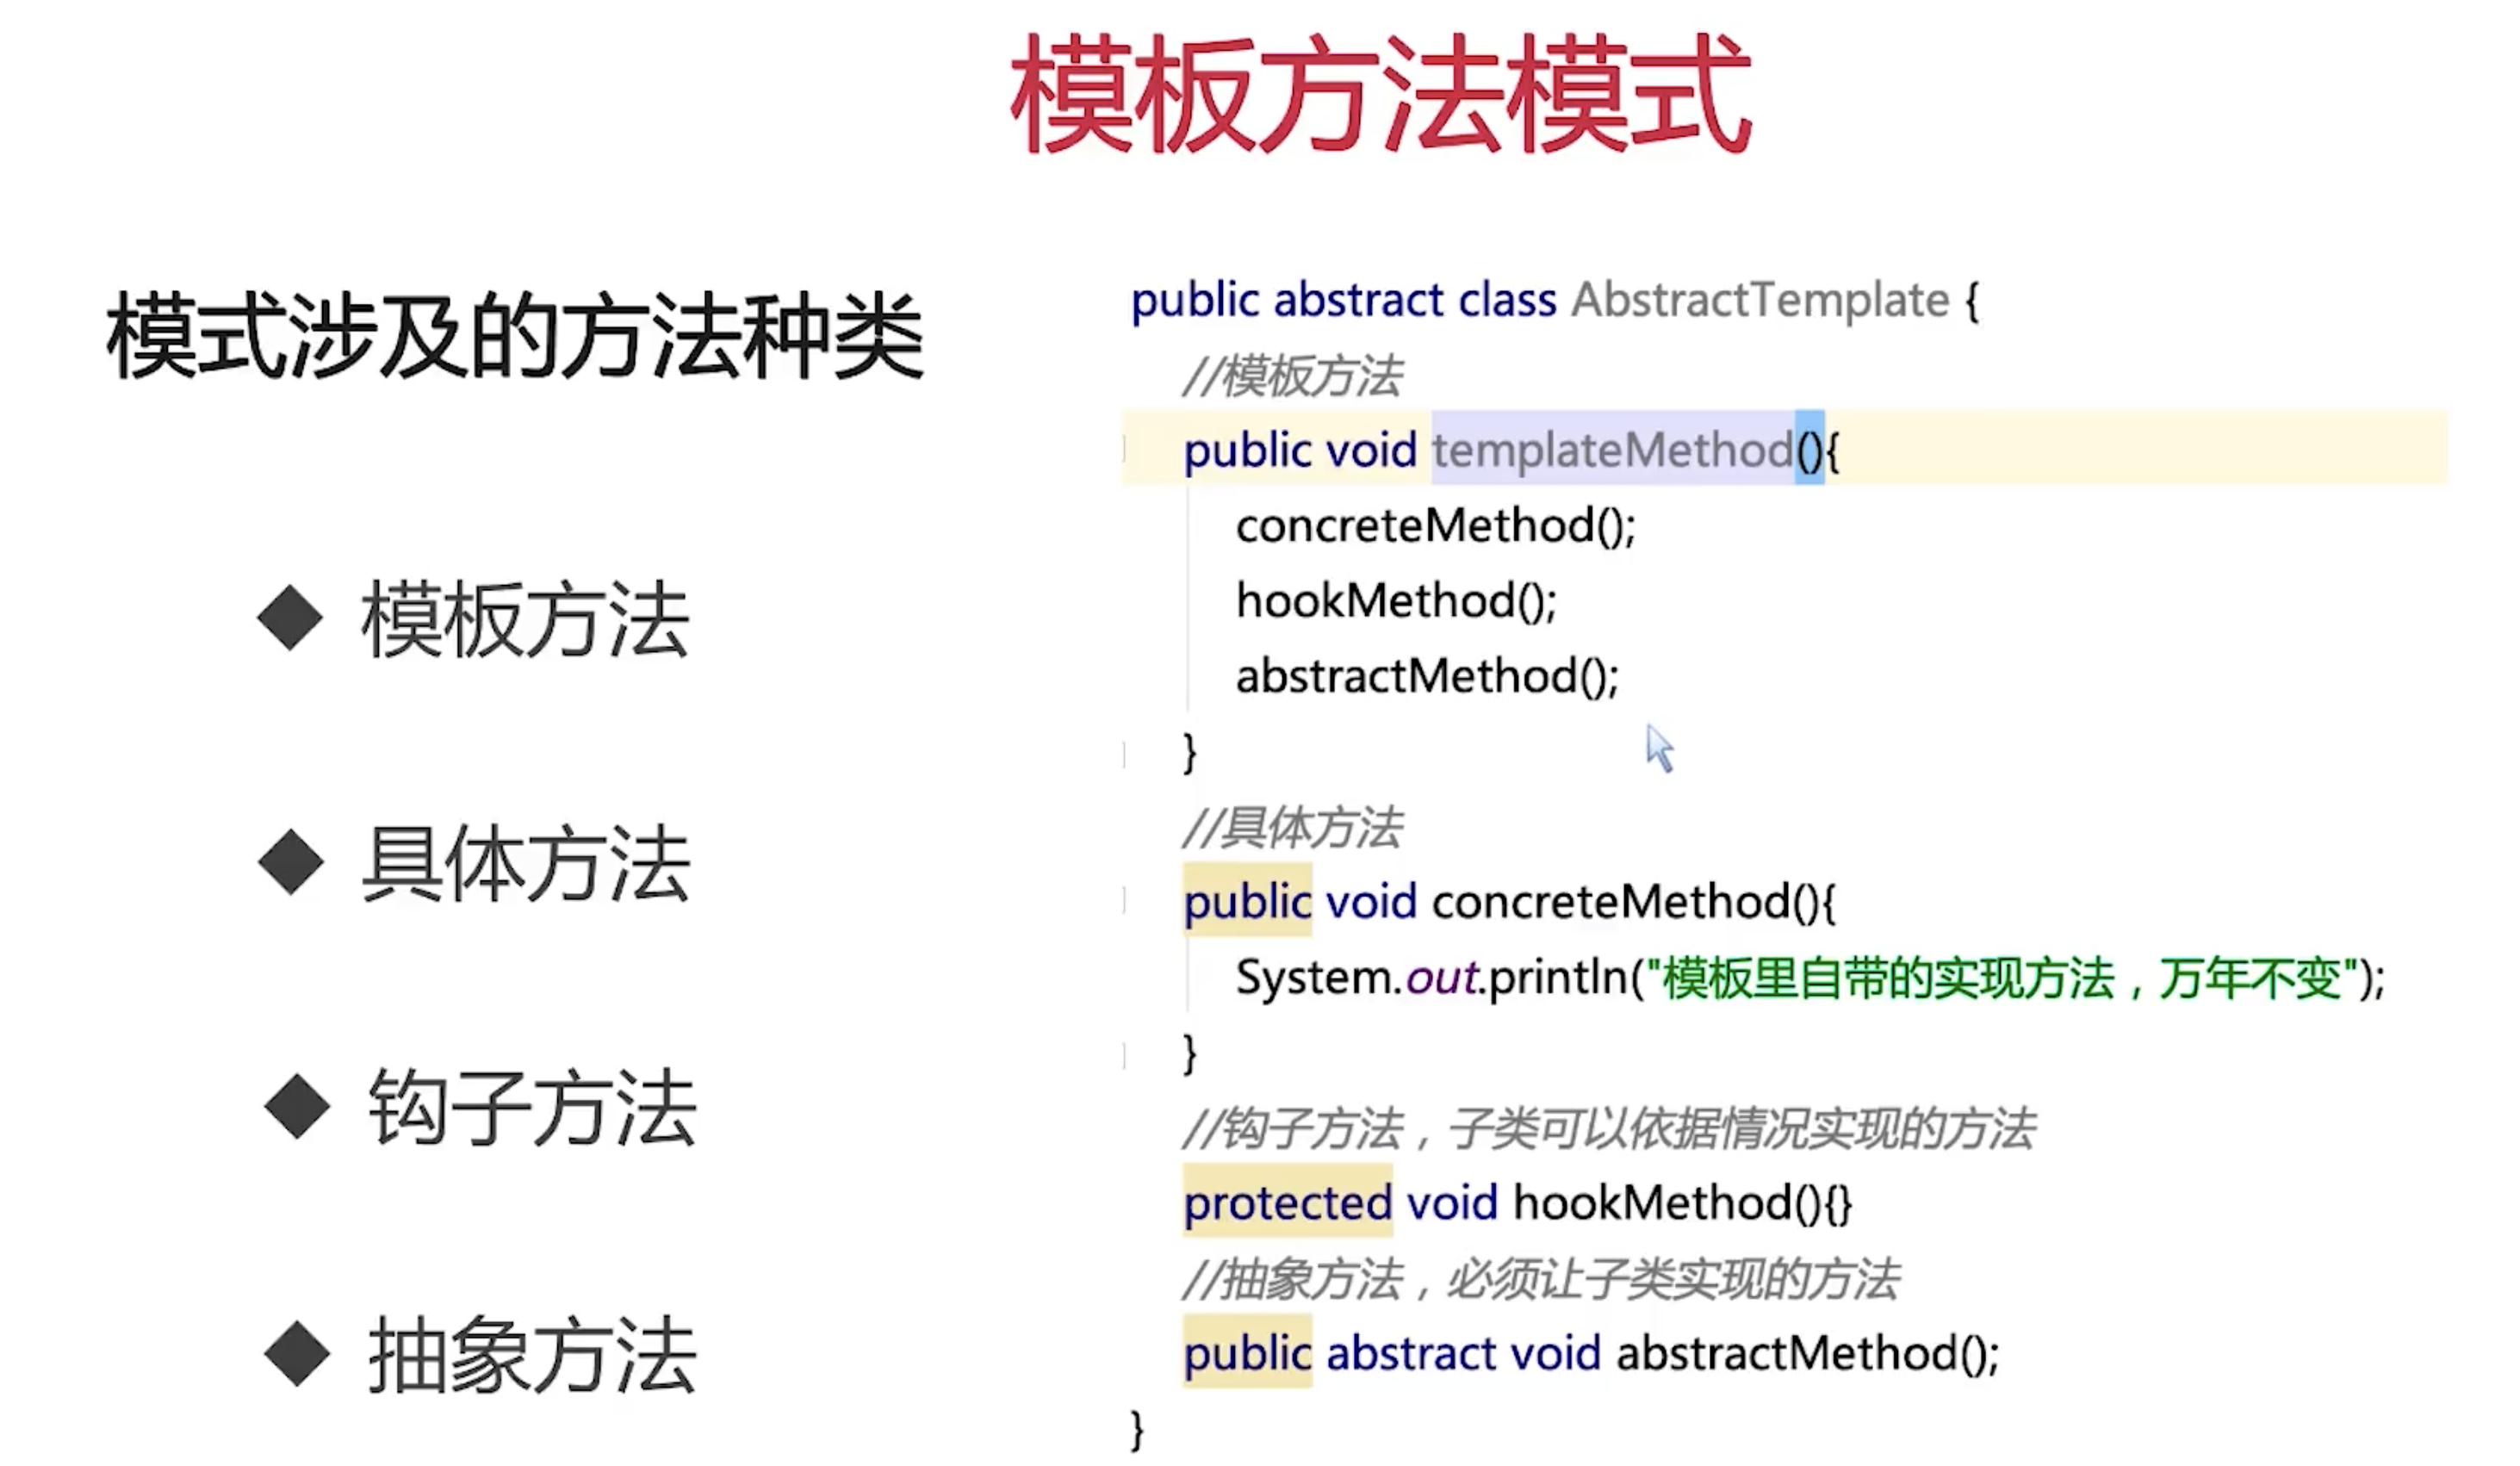 模板方法模式
模式涉及的方法种类
◆ 模板方法
◆ 具体方法
◆ 钩子方法
◆ 抽象方法
public abstract class AbstractTemplate {
//模板方法
public void templateMethod(){
concreteMethod();
hookMethod();
abstractMethod();
}
//具体方法
public void concreteMethod(){
System.out.println("模板里自带的实现方法，万年不变");
}
//钩子方法，子类可以依据情况实现的方法
protected void hookMethod(){}
//抽象方法，必须让子类实现的方法
public abstract void abstractMethod();
}